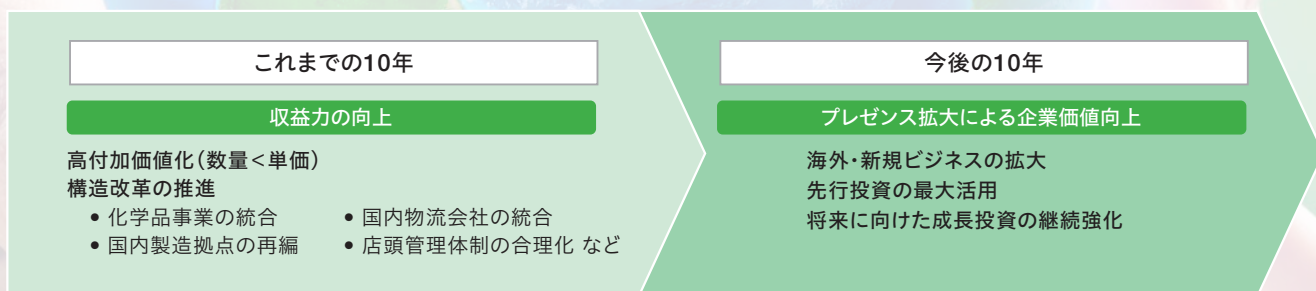 これまでの10年
収益力の向上
高付加価値化(数量<単価)
構造改革の推進
• 化学品事業の統合
• 国内物流会社の統合
• 国内製造拠点の再編
• 店頭管理体制の合理化 など
今後の10年
プレゼンス拡大による企業価値向上
海外・新規ビジネスの拡大
先行投資の最大活用
将来に向けた成長投資の継続強化